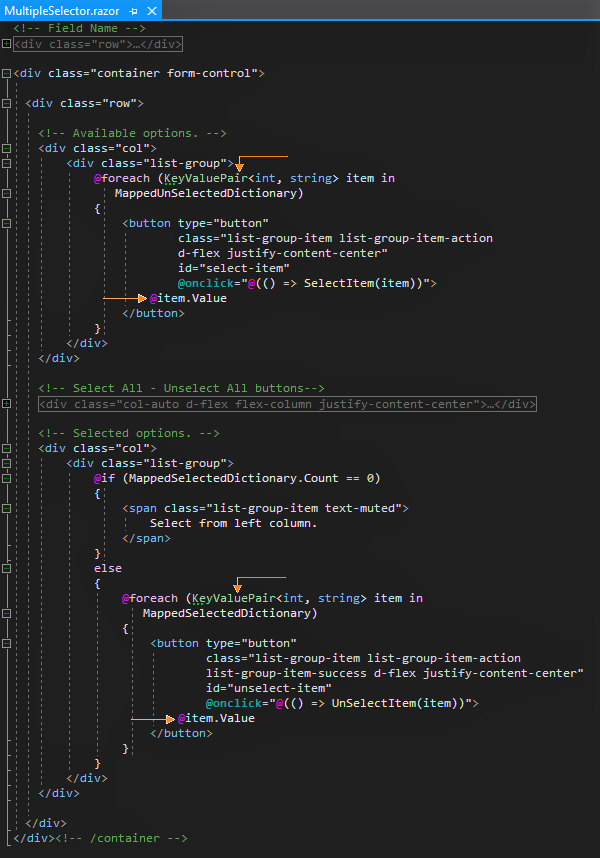 MultipleSelector.razor
<!-- Field Name -->
<div class="row">…</div>
<div class="container form-control">
<div class="row">
<!-- Available options. -->
<div class="col">
<div class="list-group">
@foreach (KeyValuePair<int, string> item in
MappedUnSelectedDictionary)
{
<button type="button"
class="list-group-item list-group-item-action
d-flex justify-content-center"
id="select-item"
@onclick="@(() => SelectItem(item))">
@item.Value
</button>
}
</div>
</div>
<!-- Select All - Unselect All buttons-->
<div class="col-auto d-flex flex-column justify-content-center">…</div>
<!-- Selected options. -->
<div class="col">
<div class="list-group">
@if (MappedSelectedDictionary.Count == 0)
{
<span class="list-group-item text-muted">
Select from left column.
</span>
}
else
{
@foreach (KeyValuePair<int, string> item in
MappedSelectedDictionary)
{
<button type="button"
class="list-group-item list-group-item-action
list-group-item-success d-flex justify-content-center"
id="unselect-item"
@onclick="@(() => UnSelectItem(item))">
@item.Value
</button>
}
}
</div>
</div>
</div>
</div><!-- /container -->